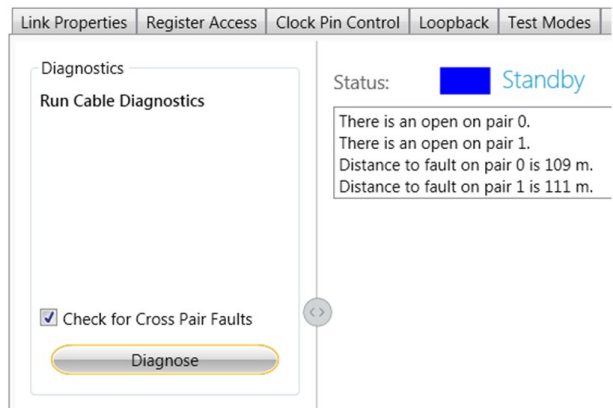 Link Properties
Register Access
Clock Pin Control
Loopback
Test Modes
Diagnostics
Run Cable Diagnostics
Check for Cross Pair Faults
Diagnose
Status:
Standby
There is an open on pair 0.
There is an open on pair 1.
Distance to fault on pair 0 is 109 m.
Distance to fault on pair 1 is 111 m.